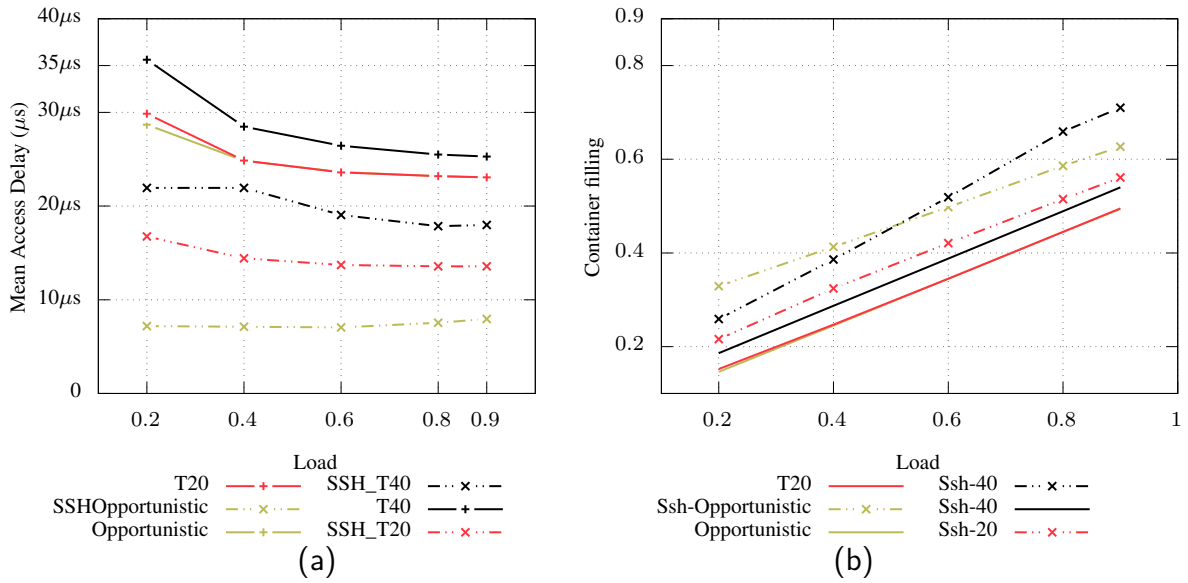 40µs
35µs
30µs
25µs
20µs
10µs
0
Mean Access Delay (µs)
0.2 0.4 0.6 0.8 0.9
Load
T20 SSH_T40
SSHOpportunistic T40
Opportunistic SSH_T20
(a)
0.9
0.8
0.6
0.4
0.2
Container filling
0.2 0.4 0.6 0.8 1
Load
T20 Ssh-40
Ssh-Opportunistic Ssh-40
Opportunistic Ssh-20
(b)